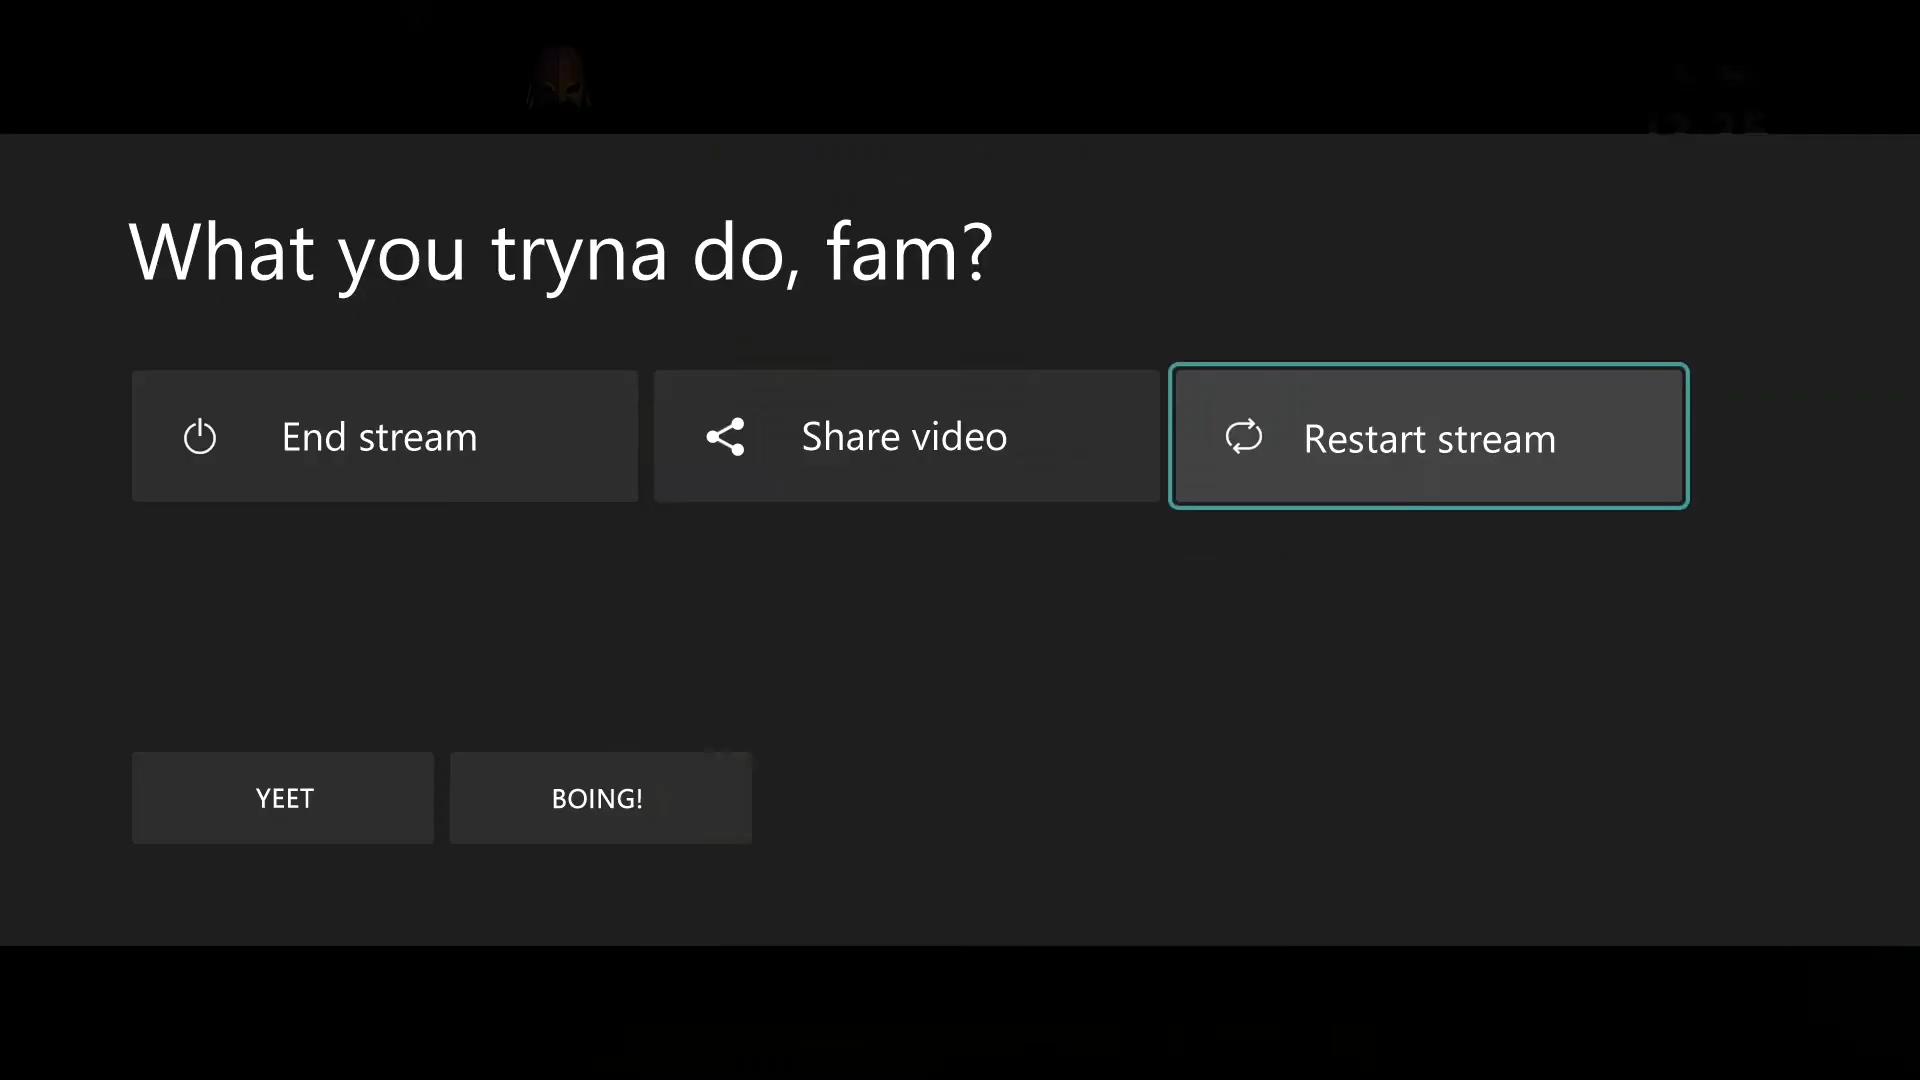 What you tryna do, fam?
End stream
Share video
Restart stream
YEET
BOING!